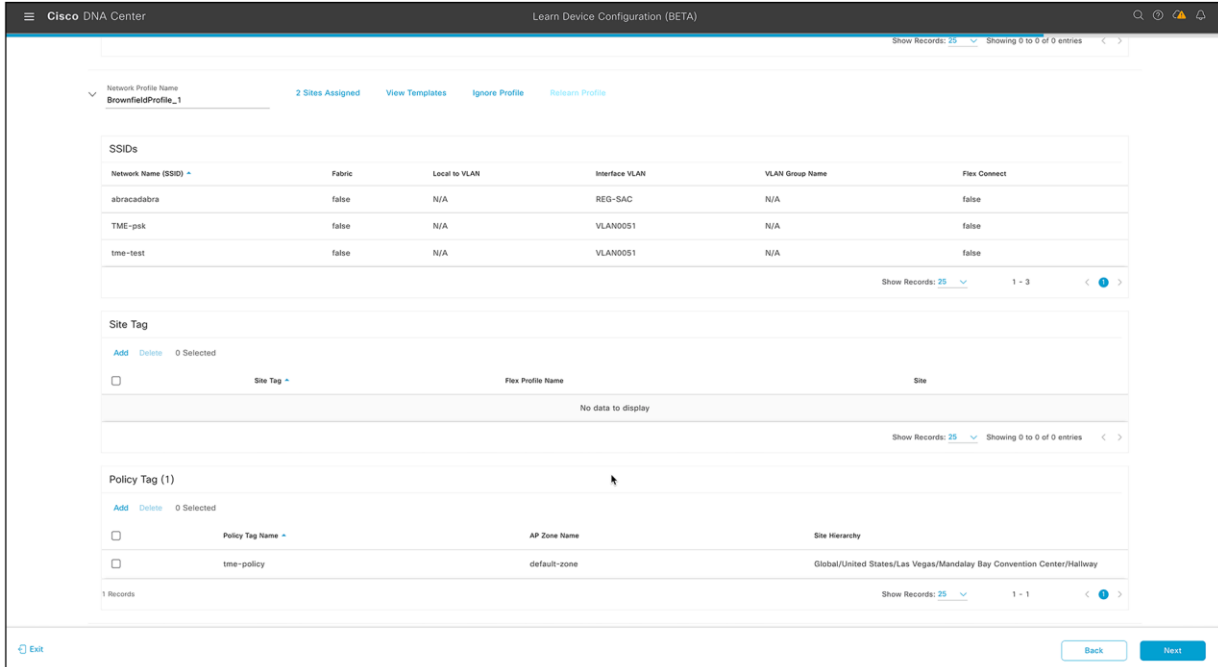 Cisco DNA Center
Learn Device Configuration (BETA)
Show Records: 25 Showing 0 to 0 of 0 entries
Network Profile Name
BrownfieldProfile_1
2 Sites Assigned View Templates Ignore Profile Relearn Profile
SSIDs
Network Name (SSID) Fabric Local to VLAN Interface VLAN VLAN Group Name Flex Connect
abracadabra false N/A REG-SAC N/A false
TME-psk false N/A VLAN0051 N/A false
tme-test false N/A VLAN0051 N/A false
Show Records: 25 1 - 3 1
Site Tag
Add Delete 0 Selected
Site Tag Flex Profile Name Site
No data to display
Show Records: 25 Showing 0 to 0 of 0 entries
Policy Tag (1)
Add Delete 0 Selected
Policy Tag Name AP Zone Name Site Hierarchy
tme-policy default-zone Global/United States/Las Vegas/Mandalay Bay Convention Center/Hallway
1 Records Show Records: 25 1 - 1 1
Exit Back Next